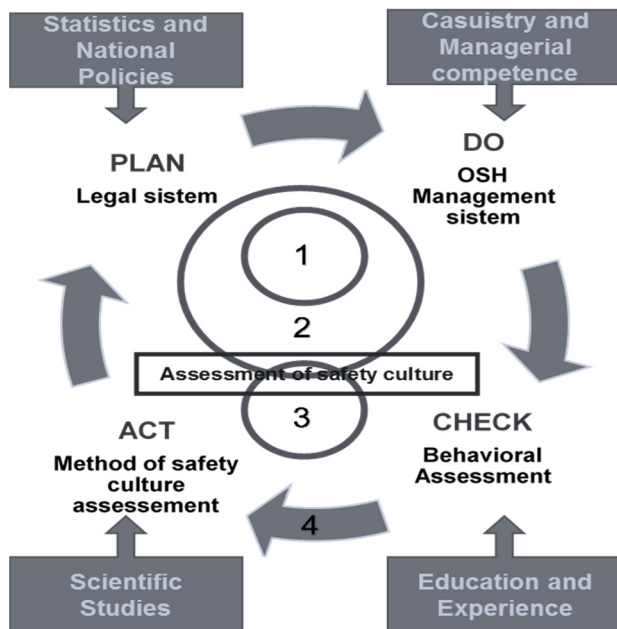 Statistics and
National
Policies
Casuistry and
Managerial
competence
PLAN
Legal sistem
DO
OSH
Management
sistem
1
2
Assessment of safety culture
3
ACT
Method of safety
culture
assessement
CHECK
Behavioral
Assessment
4
Scientific
Studies
Education and
Experience